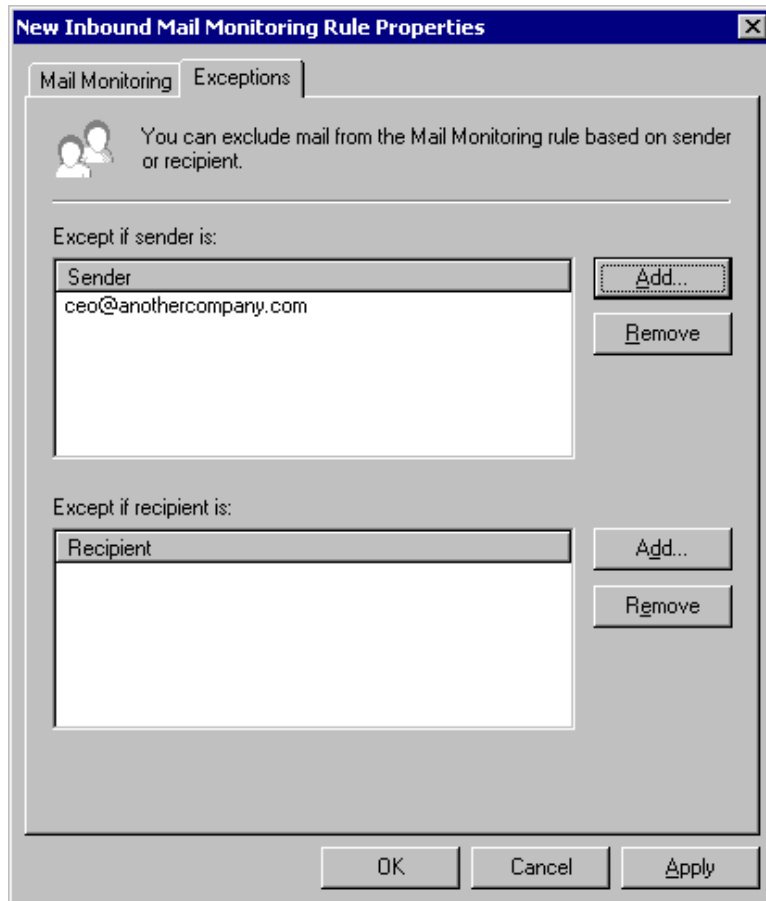 New Inbound Mail Monitoring Rule Properties
Mail Monitoring
Exceptions
You can exclude mail from the Mail Monitoring rule based on sender
or recipient.
Except if sender is:
Sender
ceo@anothercompany.com
Add...
Remove
Except if recipient is:
Recipient
Add...
Remove
OK
Cancel
Apply